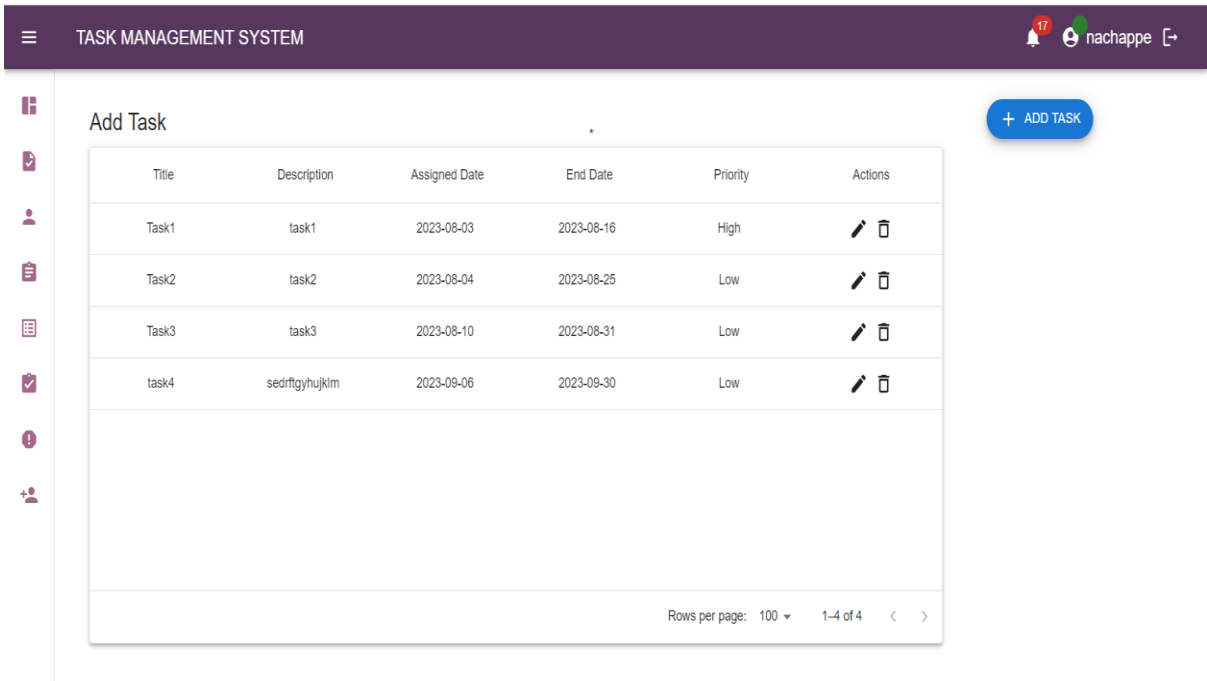 TASK MANAGEMENT SYSTEM 17 nachappe
Add Task * + ADD TASK
Title Description Assigned Date End Date Priority Actions
Task1 task1 2023-08-03 2023-08-16 High
Task2 task2 2023-08-04 2023-08-25 Low
Task3 task3 2023-08-10 2023-08-31 Low
task4 sedrftgyhujklm 2023-09-06 2023-09-30 Low
Rows per page: 100 1–4 of 4